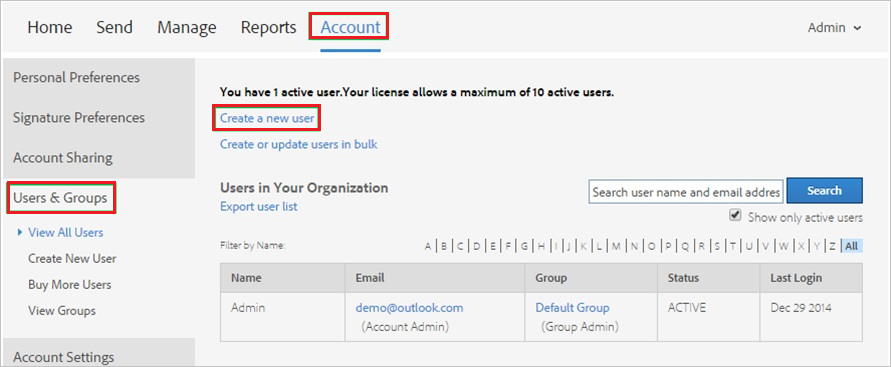 Home Send Manage Reports Account Admin
Personal Preferences
Signature Preferences
Account Sharing
Users & Groups
View All Users
Create New User
Buy More Users
View Groups
Account Settings
You have 1 active user.Your license allows a maximum of 10 active users.
Create a new user
Create or update users in bulk
Users in Your Organization
Export user list
Search user name and email addres Search
Show only active users
Filter by Name: A B C D E F G H I J K L M N O P Q R S T U V W X Y Z All
Name Email Group Status Last Login
Admin demo@outlook.com Default Group ACTIVE Dec 29 2014
(Account Admin) (Group Admin)